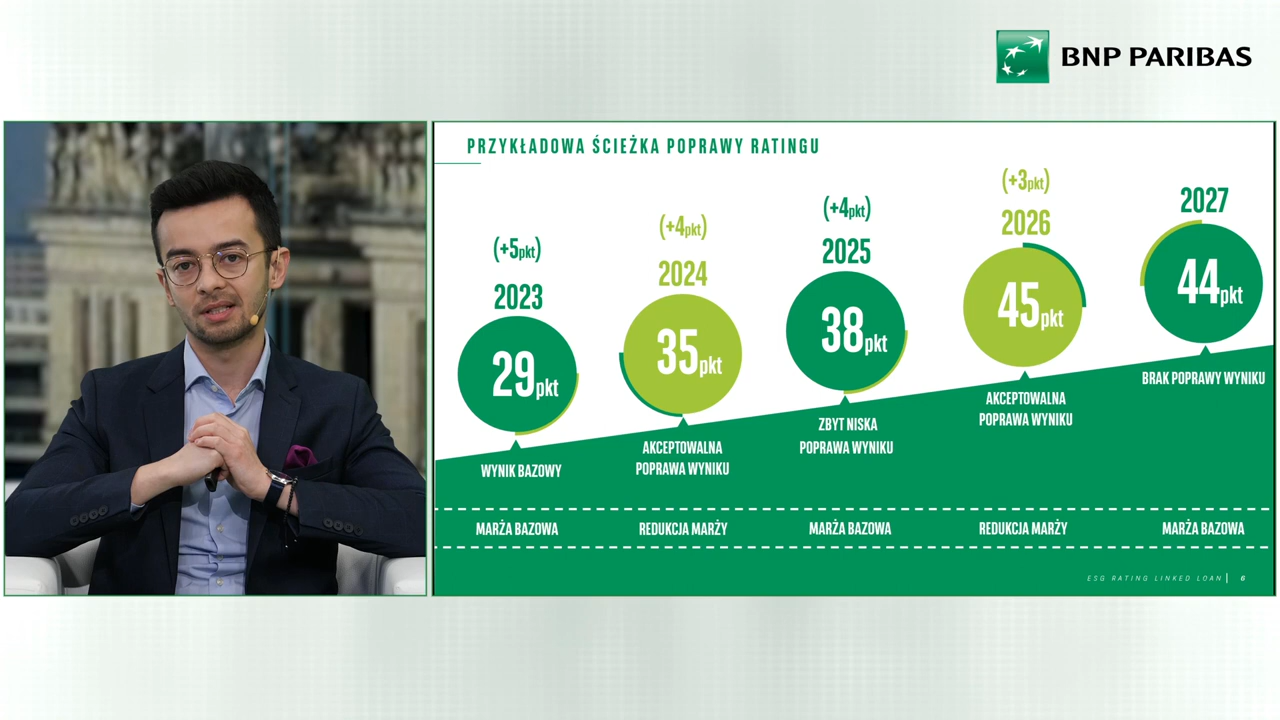 BNP PARIBAS
PRZYKŁADOWA ŚCIEŻKA POPRAWY RATINGU
(+5pkt)
2023
29pkt
WYNIK BAZOWY
MARŻA BAZOWA
(+4pkt)
2024
35pkt
AKCEPTOWALNA
POPRAWA WYNIKU
REDUKCJA MARŻY
(+4pkt)
2025
38pkt
ZBYT NISKA
POPRAWA WYNIKU
MARŻA BAZOWA
(+3pkt)
2026
45pkt
AKCEPTOWALNA
POPRAWA WYNIKU
REDUKCJA MARŻY
2027
44pkt
BRAK POPRAWY WYNIKU
MARŻA BAZOWA
ESG RATING LINKED LOAN | 6